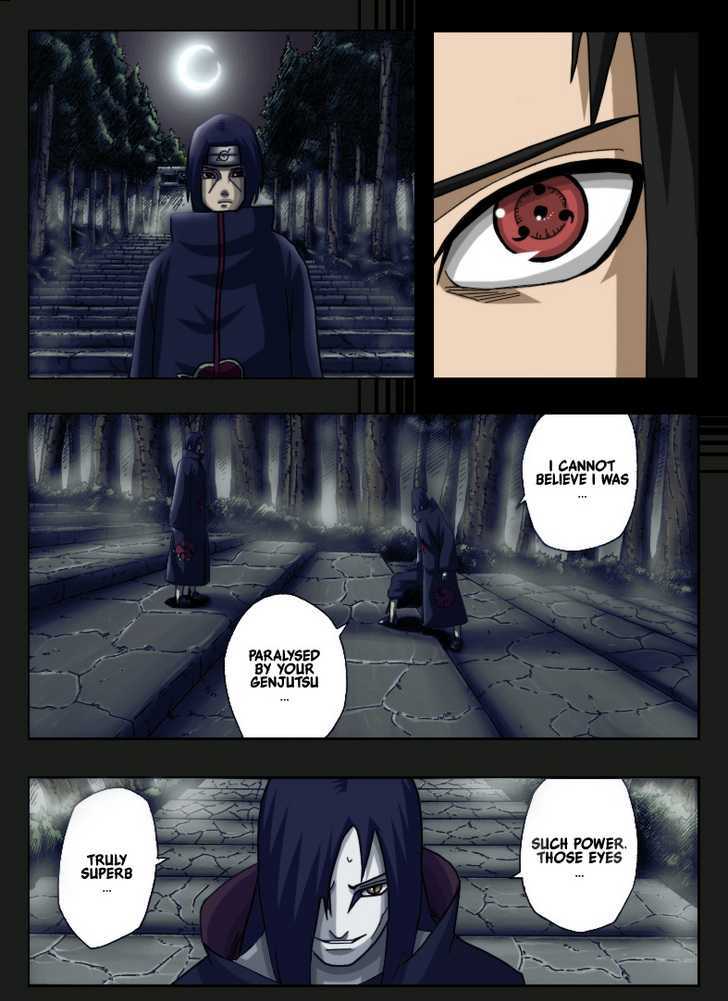 I CANNOT
BELIEVE I WAS
...
PARALYSED
BY YOUR
GENJUTSU
...
SUCH POWER.
THOSE EYES
...
TRULY
SUPERB
...